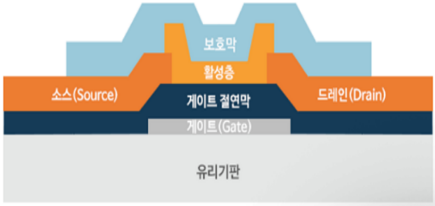 보호막
활성층
소스(Source)
게이트 절연막
드레인(Drain)
게이트(Gate)
유리기판